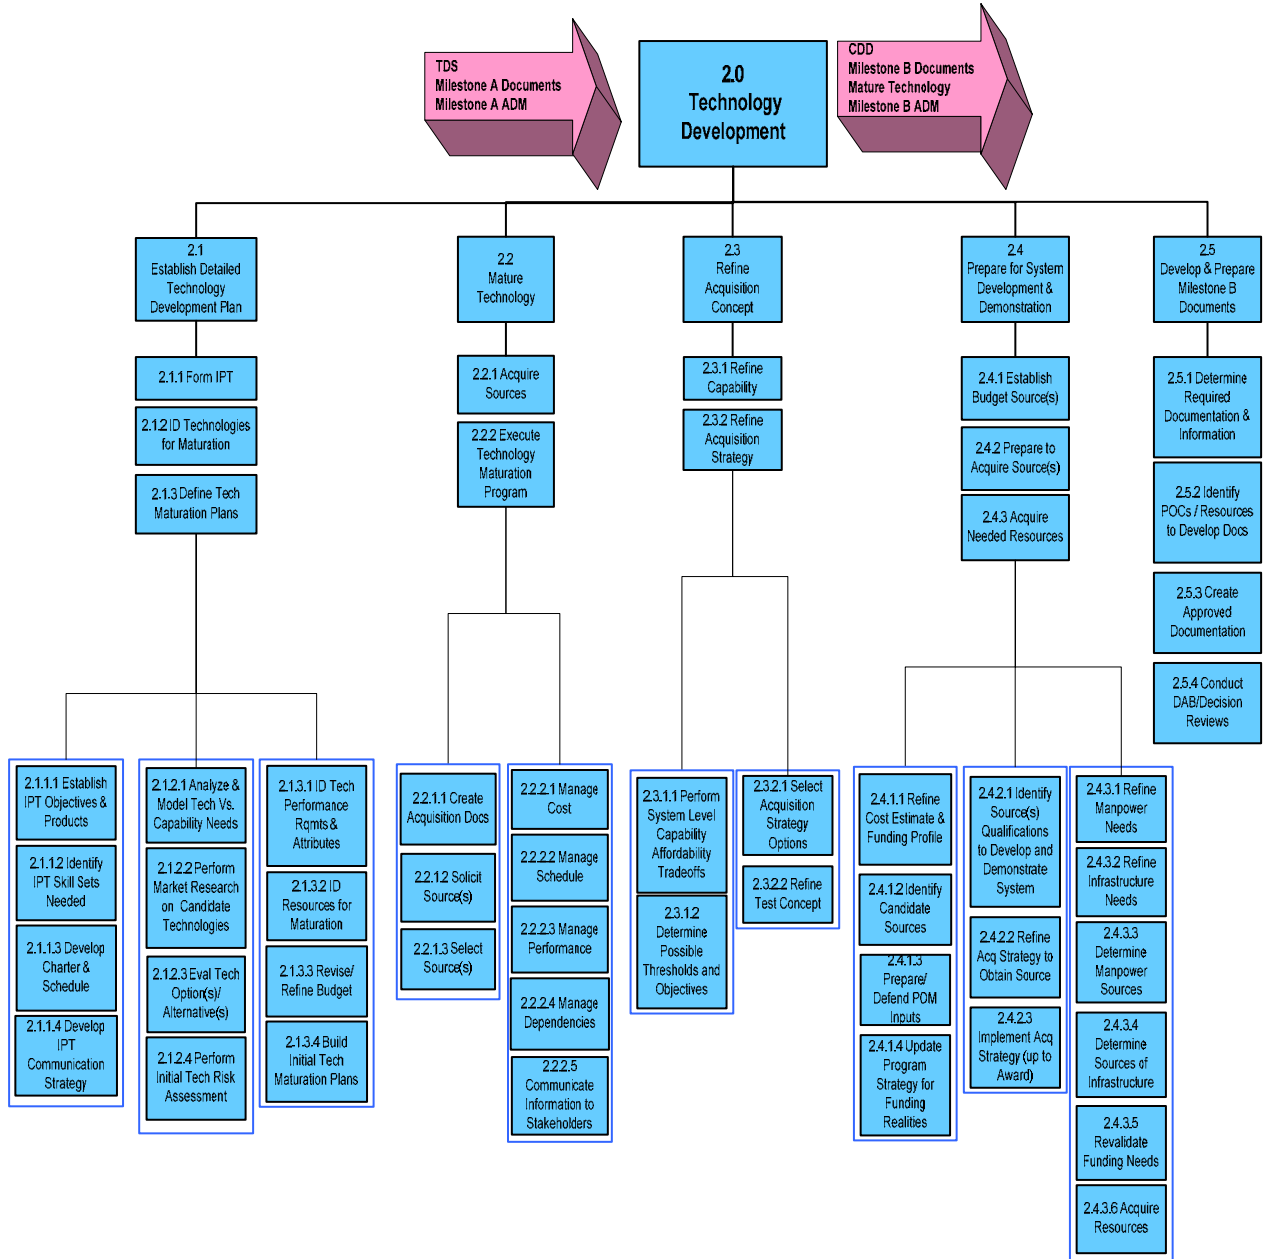 TDS
Milestone A Documents
Milestone A ADM
2.0
Technology
Development
CDD
Milestone B Documents
Mature Technology
Milestone B ADM
2.1
Establish Detailed
Technology
Development Plan
2.2
Mature
Technology
2.3
Refine
Acquisition
Concept
2.4
Prepare for System
Development &
Demonstration
2.5
Develop & Prepare
Milestone B
Documents
2.1.1 Form IPT
2.1.2 ID Technologies
for Maturation
2.1.3 Define Tech
Maturation Plans
2.2.1 Acquire
Sources
2.2.2 Execute
Technology
Maturation
Program
2.3.1 Refine
Capability
2.3.2 Refine
Acquisition
Strategy
2.4.1 Establish
Budget Source(s)
2.4.2 Prepare to
Acquire Source(s)
2.4.3 Acquire
Needed Resources
2.5.1 Determine
Required
Documentation &
Information
2.5.2 Identify
POCs / Resources
to Develop Docs
2.5.3 Create
Approved
Documentation
2.5.4 Conduct
DAB/Decision
Reviews
2.1.1.1 Establish
IPT Objectives &
Products
2.1.1.2 Identify
IPT Skill Sets
Needed
2.1.1.3 Develop
Charter &
Schedule
2.1.1.4 Develop
IPT
Communication
Strategy
2.1.2.1 Analyze &
Model Tech Vs.
Capability Needs
2.1.2.2 Perform
Market Research
on Candidate
Technologies
2.1.2.3 Eval Tech
Option(s)/
Alternative(s)
2.1.2.4 Perform
Initial Tech Risk
Assessment
2.1.3.1 ID Tech
Performance
Rqmts &
Attributes
2.1.3.2 ID
Resources for
Maturation
2.1.3.3 Revise/
Refine Budget
2.1.3.4 Build
Initial Tech
Maturation Plans
2.2.1.1 Create
Acquisition Docs
2.2.1.2 Solicit
Source(s)
2.2.1.3 Select
Source(s)
2.2.2.1 Manage
Cost
2.2.2.2 Manage
Schedule
2.2.2.3 Manage
Performance
2.2.2.4 Manage
Dependencies
2.2.2.5
Communicate
Information to
Stakeholders
2.3.1.1 Perform
System Level
Capability
Affordability
Tradeoffs
2.3.1.2
Determine
Possible
Thresholds and
Objectives
2.3.2.1 Select
Acquisition
Strategy
Options
2.3.2.2 Refine
Test Concept
2.4.1.1 Refine
Cost Estimate &
Funding Profile
2.4.1.2 Identify
Candidate
Sources
2.4.1.3
Prepare/
Defend POM
Inputs
2.4.1.4 Update
Program
Strategy for
Funding
Realities
2.4.2.1 Identify
Source(s)
Qualifications
to Develop and
Demonstrate
System
2.4.2.2 Refine
Acq Strategy to
Obtain Source
2.4.2.3
Implement Acq
Strategy (up to
Award)
2.4.3.1 Refine
Manpower
Needs
2.4.3.2 Refine
Infrastructure
Needs
2.4.3.3
Determine
Manpower
Sources
2.4.3.4
Determine
Sources of
Infrastructure
2.4.3.5
Revalidate
Funding Needs
2.4.3.6 Acquire
Resources